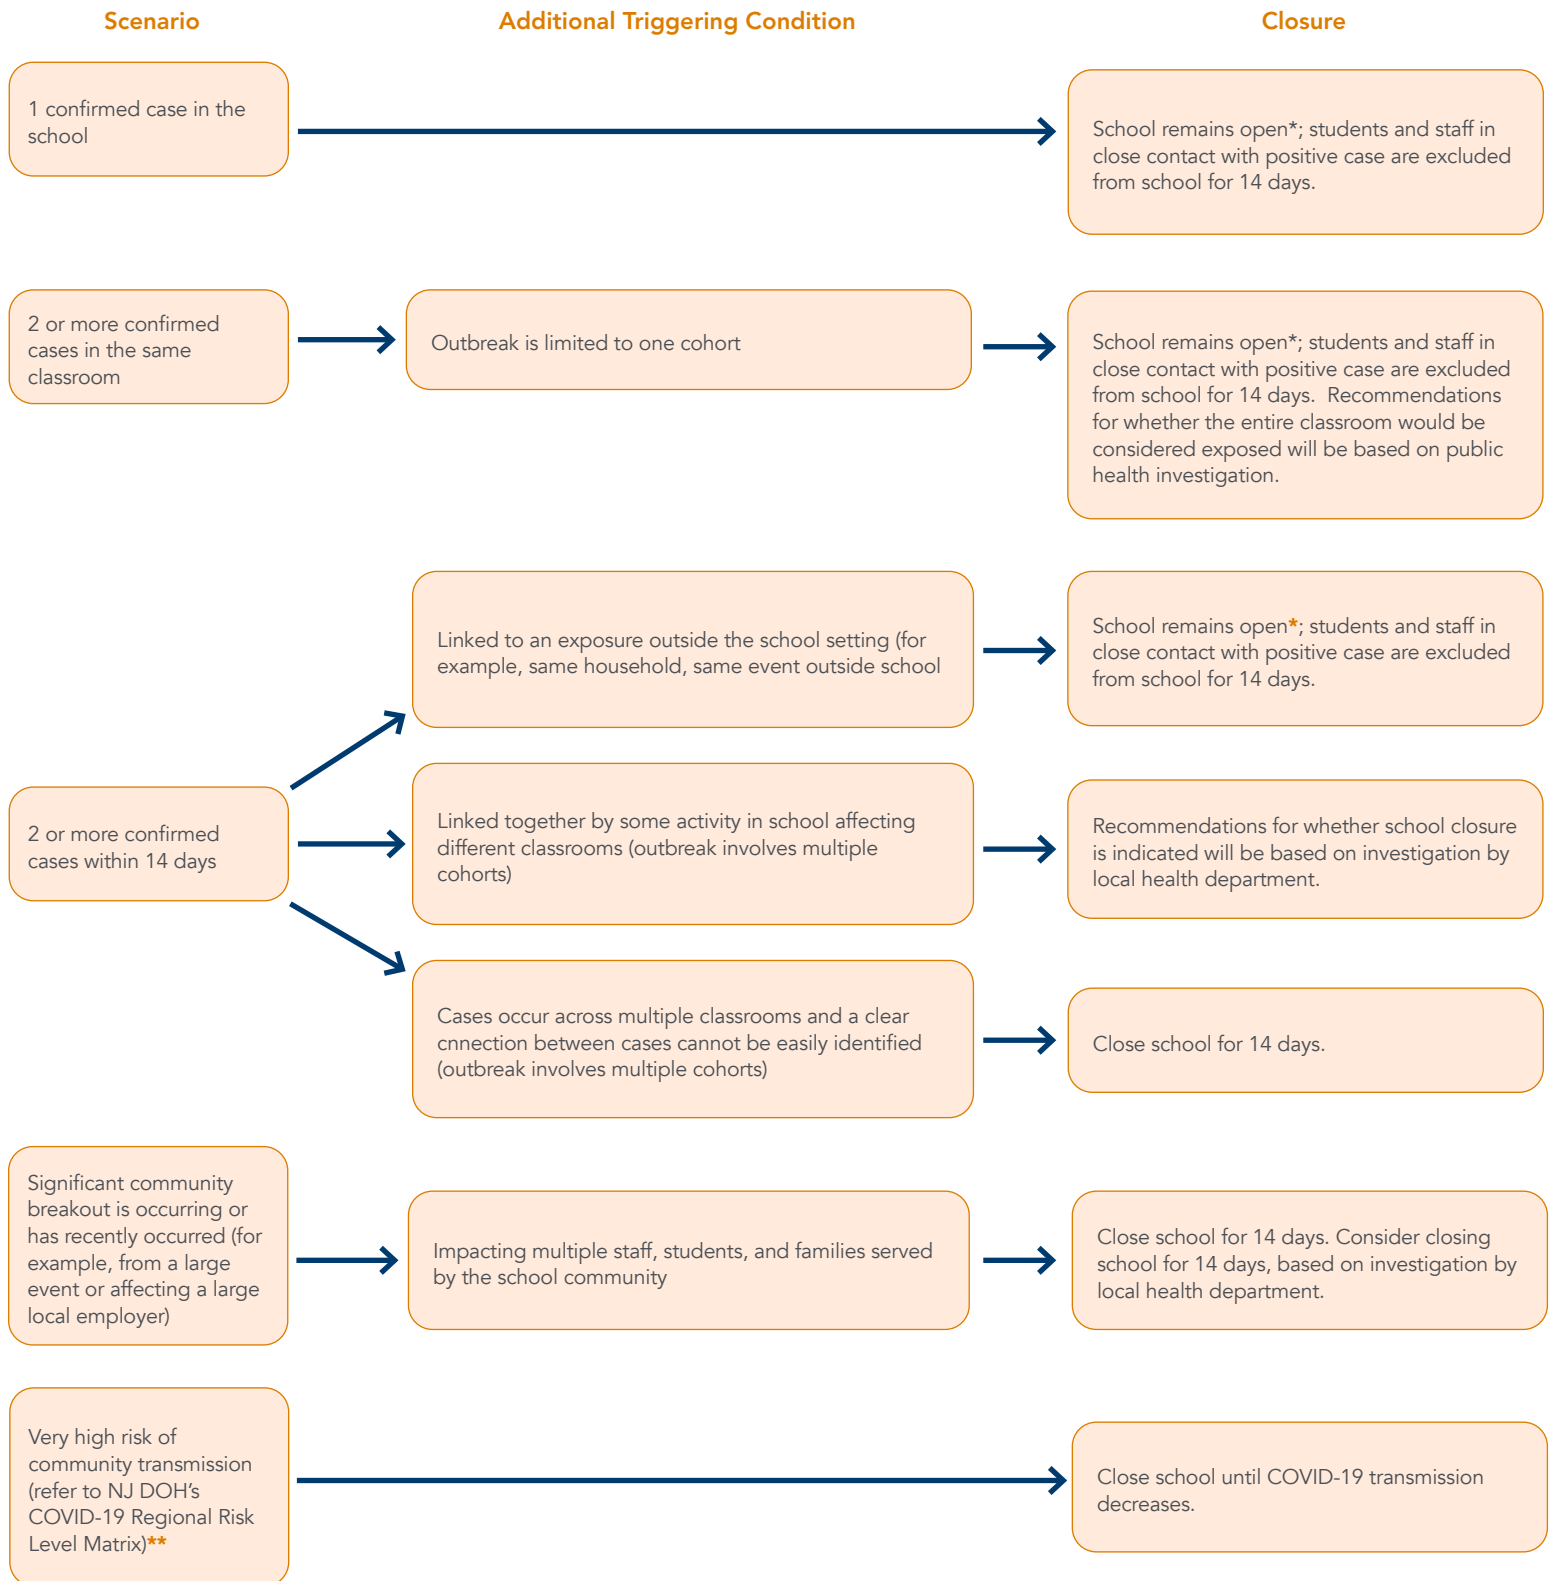 Scenario
Additional Triggering Condition
Closure
1 confirmed case in the
school
School remains open*; students and staff in
close contact with positive case are excluded
from school for 14 days.
2 or more confirmed
cases in the same
classroom
Outbreak is limited to one cohort
School remains open*; students and staff in
close contact with positive case are excluded
from school for 14 days.  Recommendations
for whether the entire classroom would be
considered exposed will be based on public
health investigation.
2 or more confirmed
cases within 14 days
Linked to an exposure outside the school setting (for
example, same household, same event outside school
School remains open*; students and staff in
close contact with positive case are excluded
from school for 14 days.
Linked together by some activity in school affecting
different classrooms (outbreak involves multiple
cohorts)
Recommendations for whether school closure
is indicated will be based on investigation by
local health department.
Cases occur across multiple classrooms and a clear
cnnection between cases cannot be easily identified
(outbreak involves multiple cohorts)
Close school for 14 days.
Significant community
breakout is occurring or
has recently occurred (for
example, from a large
event or affecting a large
local employer)
Impacting multiple staff, students, and families served
by the school community
Close school for 14 days. Consider closing
school for 14 days, based on investigation by
local health department.
Very high risk of
community transmission
(refer to NJ DOH’s
COVID-19 Regional Risk
Level Matrix)**
Close school until COVID-19 transmission
decreases.